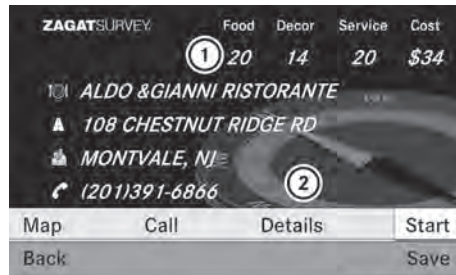 ZAGATSURVEY. Food Decor Service Cost
1 20 14 20 $34
ALDO &GIANNI RISTORANTE
A 108 CHESTNUT RIDGE RD
MONTVALE, NJ
(201)391-6866 2
Map Call Details Start
Back Save